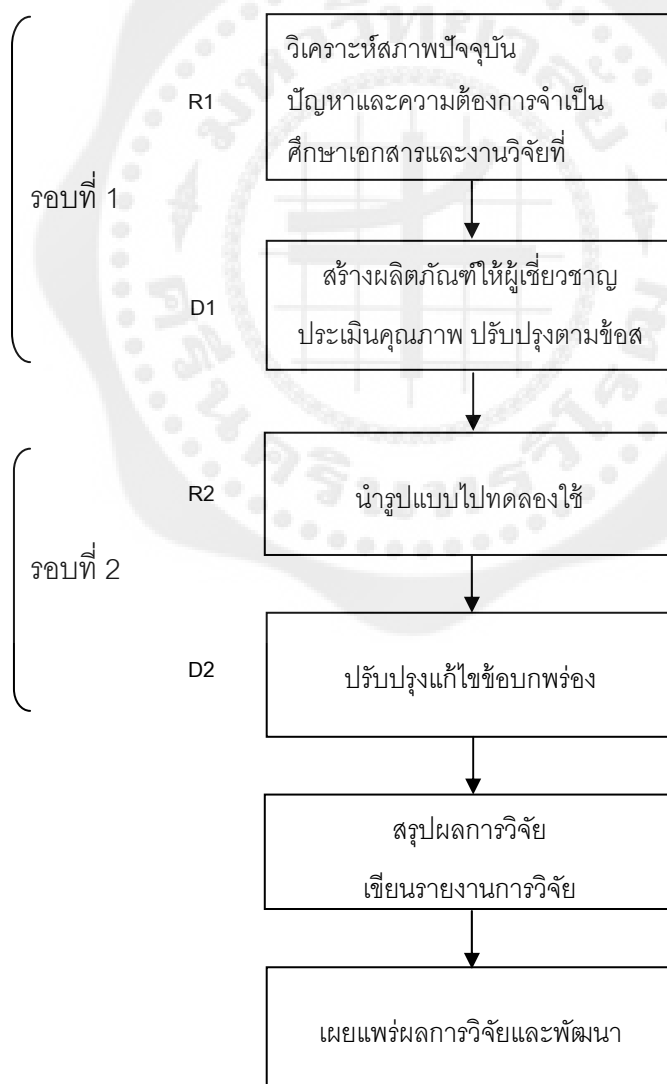 วิเคราะห์สภาพปัจจุบัน
R1
ปัญหาและความต้องการจำเป็น
ศึกษาเอกสารและงานวิจัยที่
รอบที่ 1
สร้างผลิตภัณฑ์ให้ผู้เชี่ยวชาญ
D1
ประเมินคุณภาพ ปรับปรุงตามข้อส
R2
นำรูปแบบไปทดลองใช้
รอบที่ 2
D2
ปรับปรุงแก้ไขข้อบกพร่อง
สรุปผลการวิจัย
เขียนรายงานการวิจัย
เผยแพร่ผลการวิจัยและพัฒนา